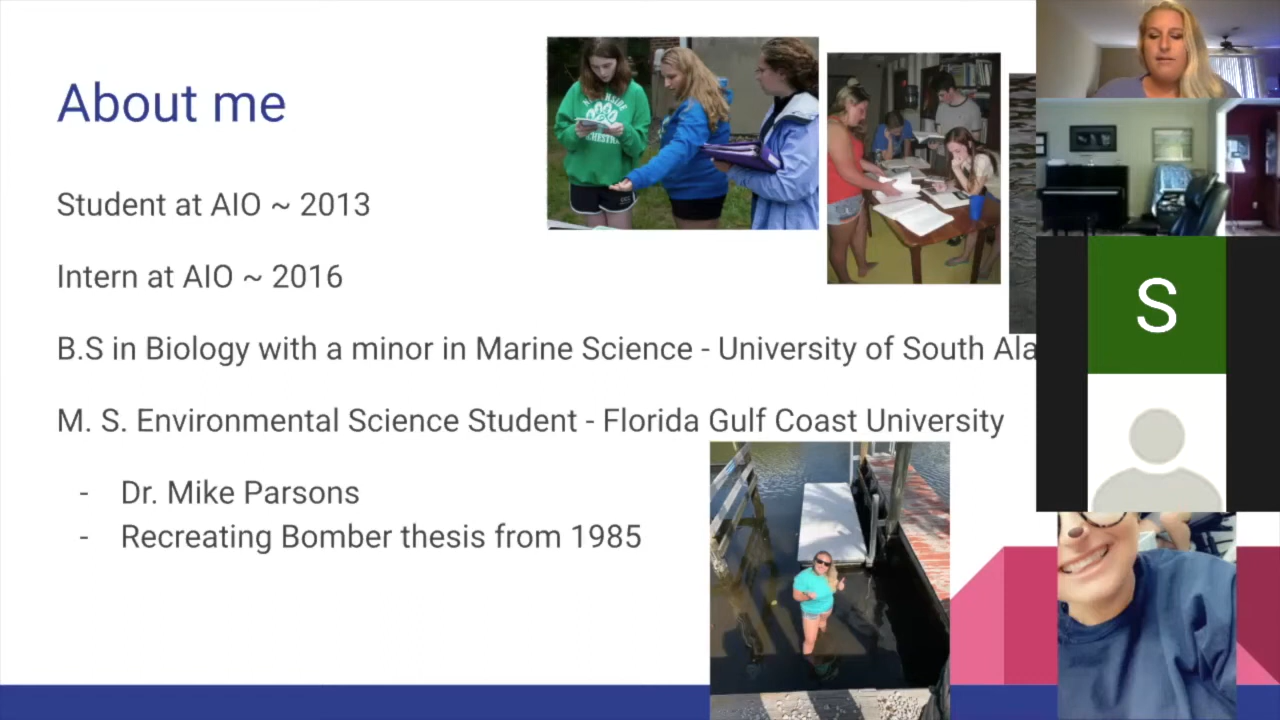 About me
Student at AIO ~ 2013
Intern at AIO ~ 2016
B.S in Biology with a minor in Marine Science - University of South Ala
M. S. Environmental Science Student - Florida Gulf Coast University
- Dr. Mike Parsons
- Recreating Bomber thesis from 1985
S